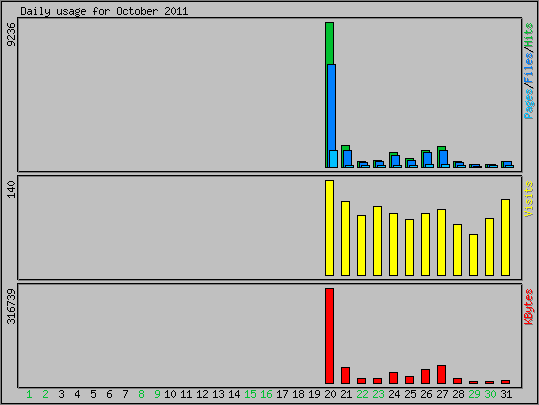 Daily usage for October 2011
9236
Pages/Files/Hits
140
Visits
316739
KBytes
1 2 3 4 5 6 7 8 9 10 11 12 13 14 15 16 17 18 19 20 21 22 23 24 25 26 27 28 29 30 31